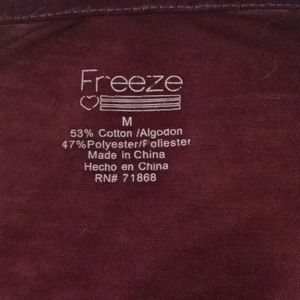 Freeze
M
53% Cotton /Algodon
47%Polyester/Poliester
Made in China
Hecho en China
RN# 71868